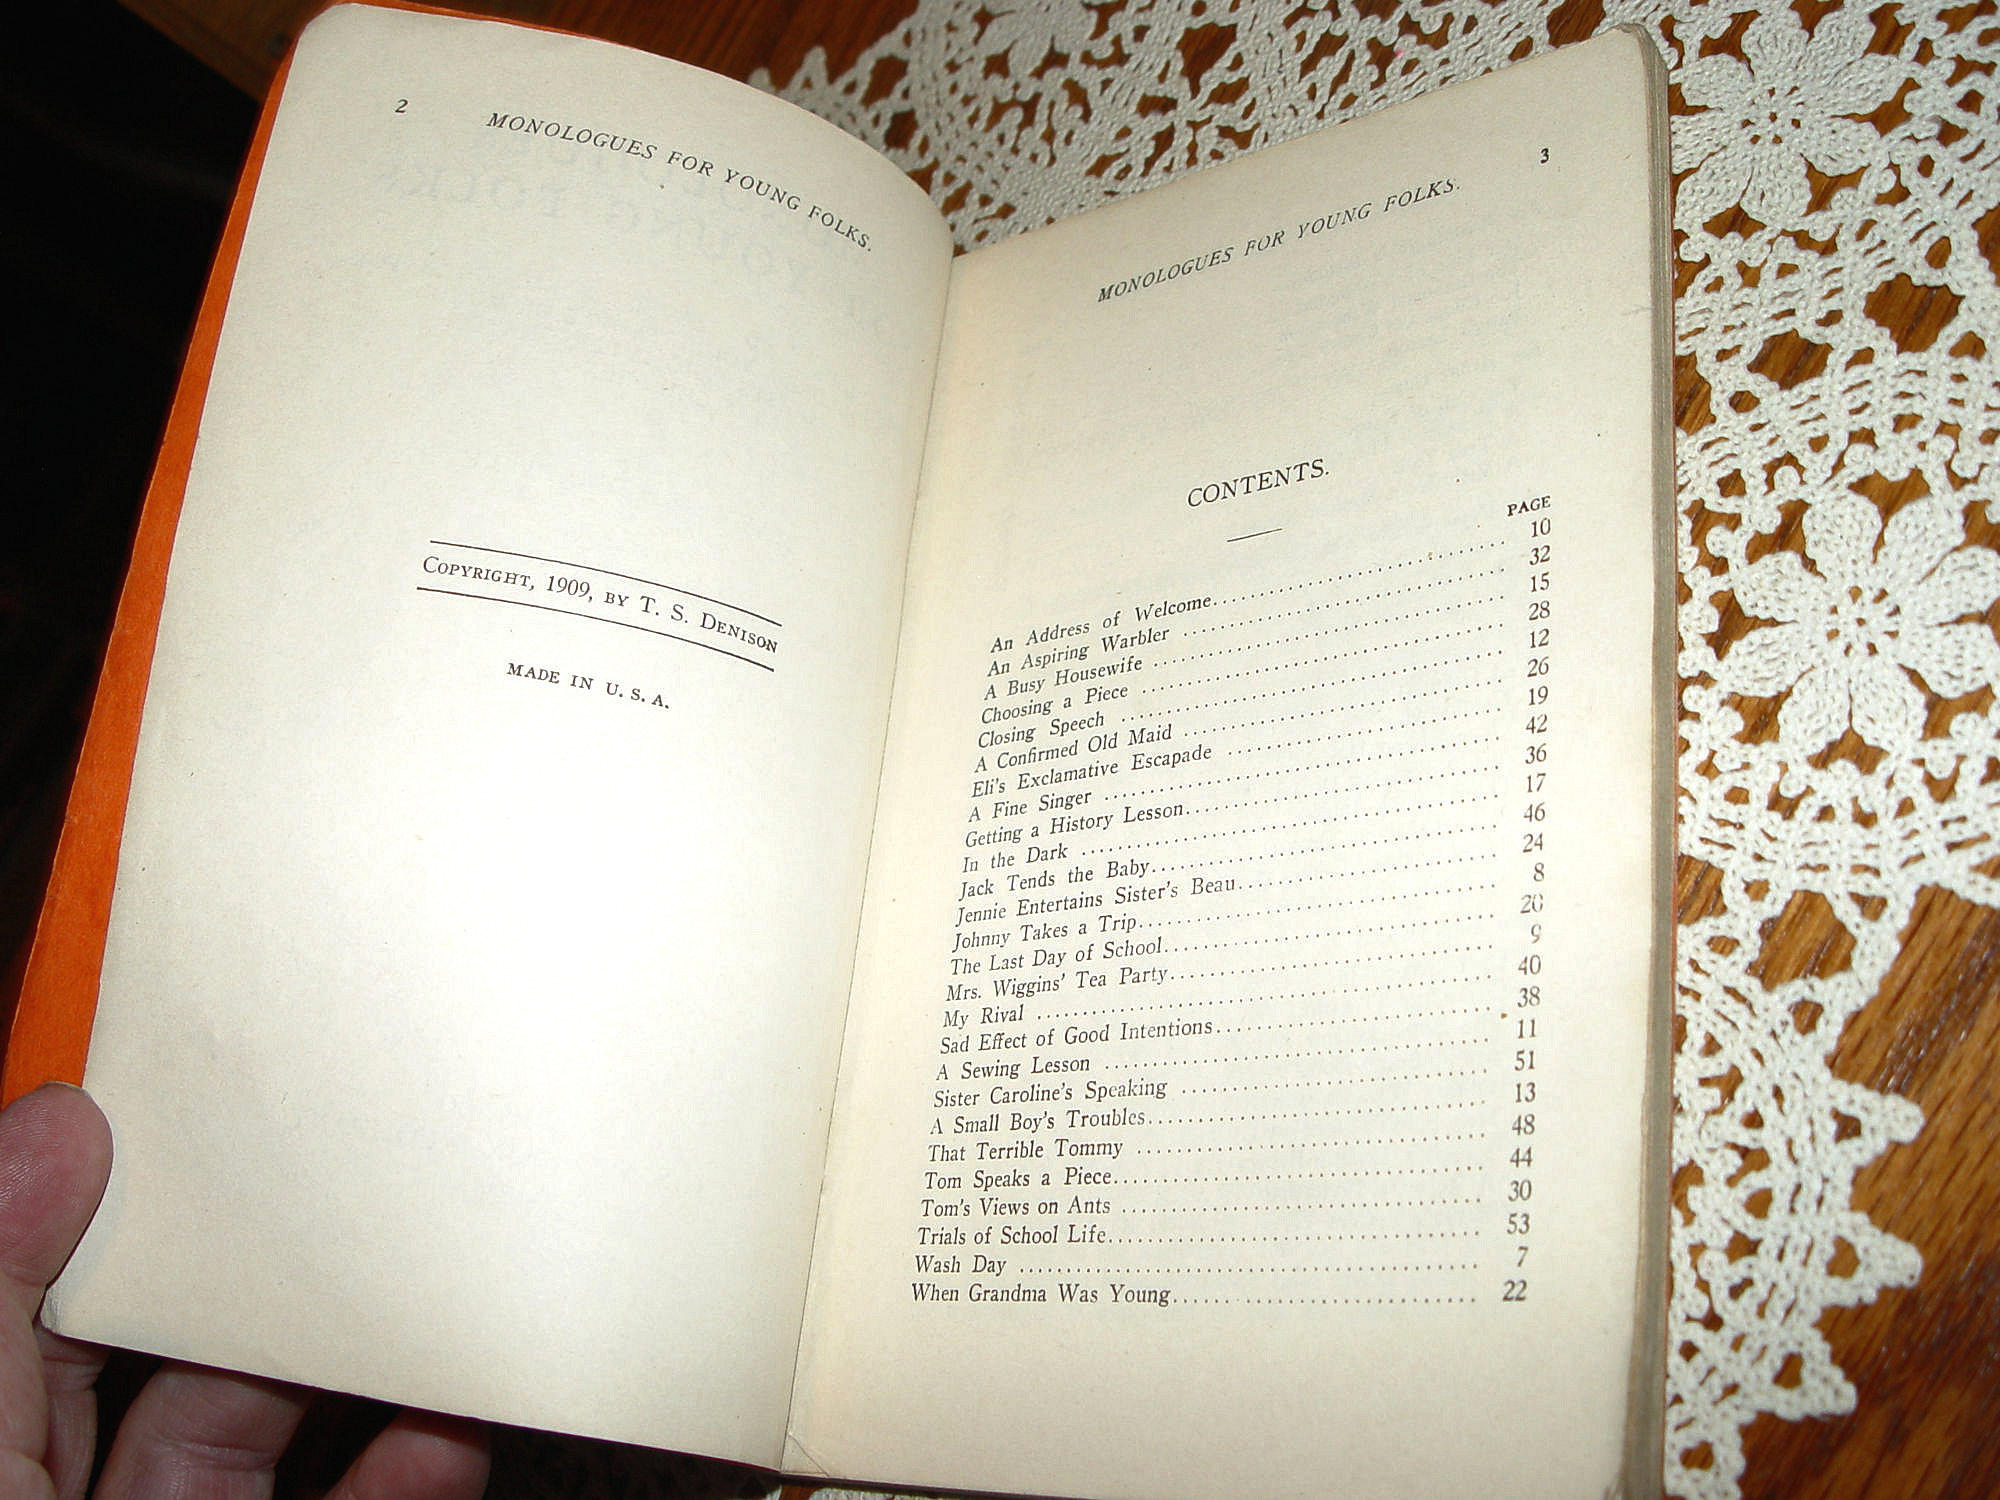 2 MONOLOGUES FOR YOUNG FOLKS.
COPYRIGHT, 1909, BY T. S. DENISON
MADE IN U. S. A.
MONOLOGUES FOR YOUNG FOLKS. 3
CONTENTS.
PAGE
An Address of Welcome........................ 10
An Aspiring Warbler ........................ 32
A Busy Housewife ........................ 15
Choosing a Piece ........................ 28
Closing Speech ........................ 12
A Confirmed Old Maid ........................ 26
Eli's Exclamative Escapade ........................ 19
A Fine Singer ........................ 42
Getting a History Lesson........................ 36
In the Dark ........................ 17
Jack Tends the Baby........................ 46
Jennie Entertains Sister's Beau........................ 24
Johnny Takes a Trip........................ 8
The Last Day of School........................ 20
Mrs. Wiggins' Tea Party........................ 9
My Rival ........................ 40
Sad Effect of Good Intentions........................ 38
A Sewing Lesson ........................ 11
Sister Caroline's Speaking ........................ 51
A Small Boy's Troubles........................ 13
That Terrible Tommy ........................ 48
Tom Speaks a Piece........................ 44
Tom's Views on Ants ........................ 30
Trials of School Life........................ 53
Wash Day ........................ 7
When Grandma Was Young........................ 22